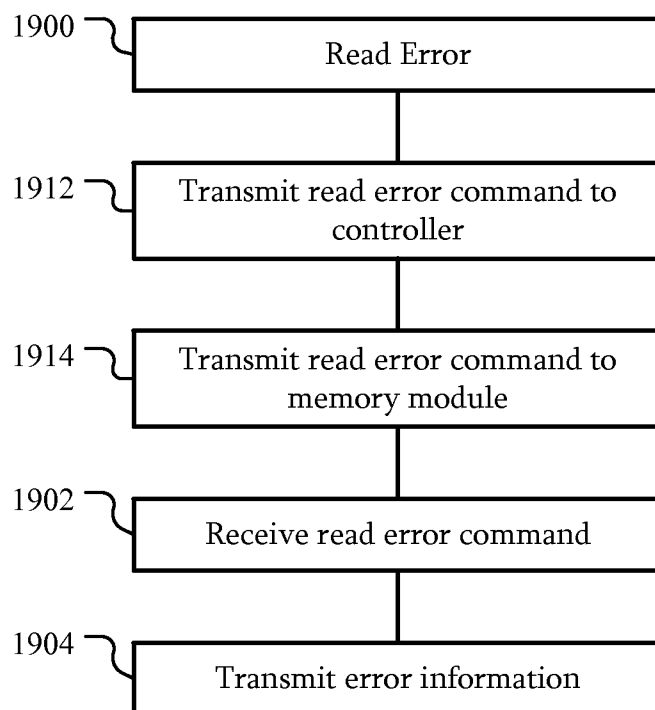 1900
Read Error
1912
Transmit read error command to
controller
1914
Transmit read error command to
memory module
1902
Receive read error command
1904
Transmit error information